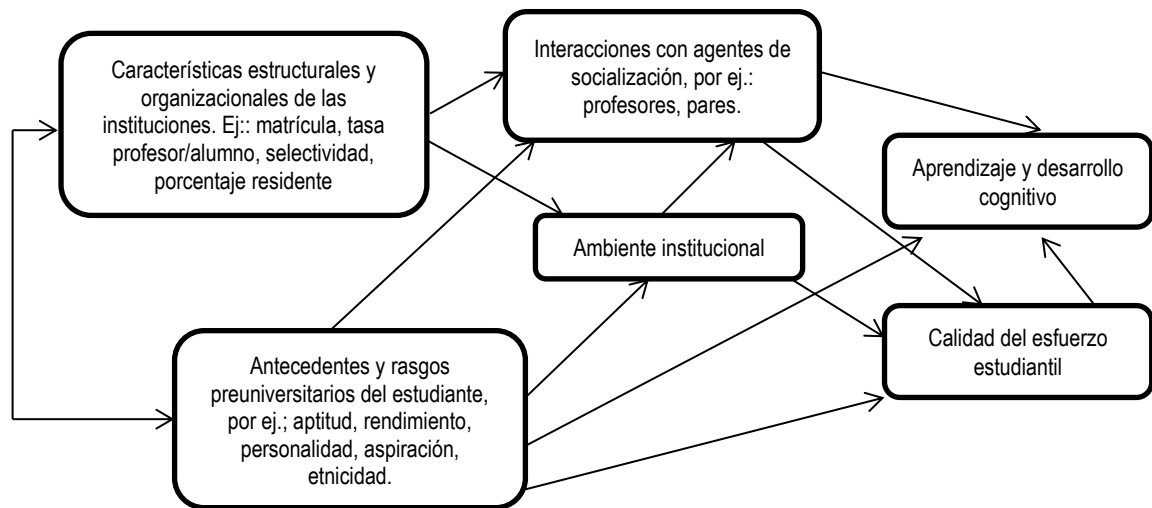 Características estructurales y
organizacionales de las
instituciones. Ej:: matrícula, tasa
profesor/alumno, selectividad,
porcentaje residente
Interacciones con agentes de
socialización, por ej.:
profesores, pares.
Aprendizaje y desarrollo
cognitivo
Ambiente institucional
Calidad del esfuerzo
estudiantil
Antecedentes y rasgos
preuniversitarios del estudiante,
por ej.; aptitud, rendimiento,
personalidad, aspiración,
etnicidad.